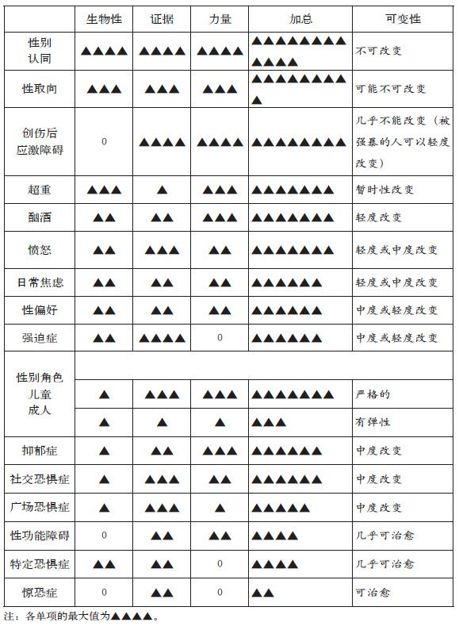 生物性 证据 力量 加总 可变性
性别
认同 ▲▲▲▲ ▲▲▲▲ ▲▲▲▲ ▲▲▲▲▲▲▲▲ 不可改变
▲▲▲▲
性取向 ▲▲▲ ▲▲▲ ▲▲▲ ▲▲▲▲▲▲▲▲ 可能不可改变
▲
创伤后
应激障碍 0 ▲▲▲▲ ▲▲▲▲ ▲▲▲▲▲▲▲▲ 几乎不能改变（被
强暴的人可以轻度
改变）
超重 ▲▲▲ ▲ ▲▲▲ ▲▲▲▲▲▲▲ 暂时性改变
酗酒 ▲▲ ▲▲ ▲▲▲ ▲▲▲▲▲▲▲ 轻度改变
愤怒 ▲▲ ▲▲▲ ▲▲ ▲▲▲▲▲▲▲ 轻度或中度改变
日常焦虑 ▲▲ ▲▲ ▲▲ ▲▲▲▲▲▲ 轻度或中度改变
性偏好 ▲▲ ▲▲ ▲▲ ▲▲▲▲▲▲ 中度或轻度改变
强迫症 ▲▲ ▲▲▲▲ 0 ▲▲▲▲▲▲ 中度或轻度改变
性别角色
儿童 ▲ ▲▲▲ ▲▲▲ ▲▲▲▲▲▲▲ 严格的
成人 ▲ ▲ ▲ ▲▲▲ 有弹性
抑郁症 ▲ ▲▲ ▲▲▲ ▲▲▲▲▲▲ 中度改变
社交恐惧症 ▲ ▲▲▲ ▲▲ ▲▲▲▲▲▲ 中度改变
广场恐惧症 ▲ ▲▲▲ ▲ ▲▲▲▲▲ 中度改变
性功能障碍 0 ▲▲ ▲▲ ▲▲▲▲ 几乎可治愈
特定恐惧症 ▲▲ ▲▲ 0 ▲▲▲▲ 几乎可治愈
惊恐症 0 ▲▲ 0 ▲▲ 可治愈
注：各单项的最大值为▲▲▲▲。